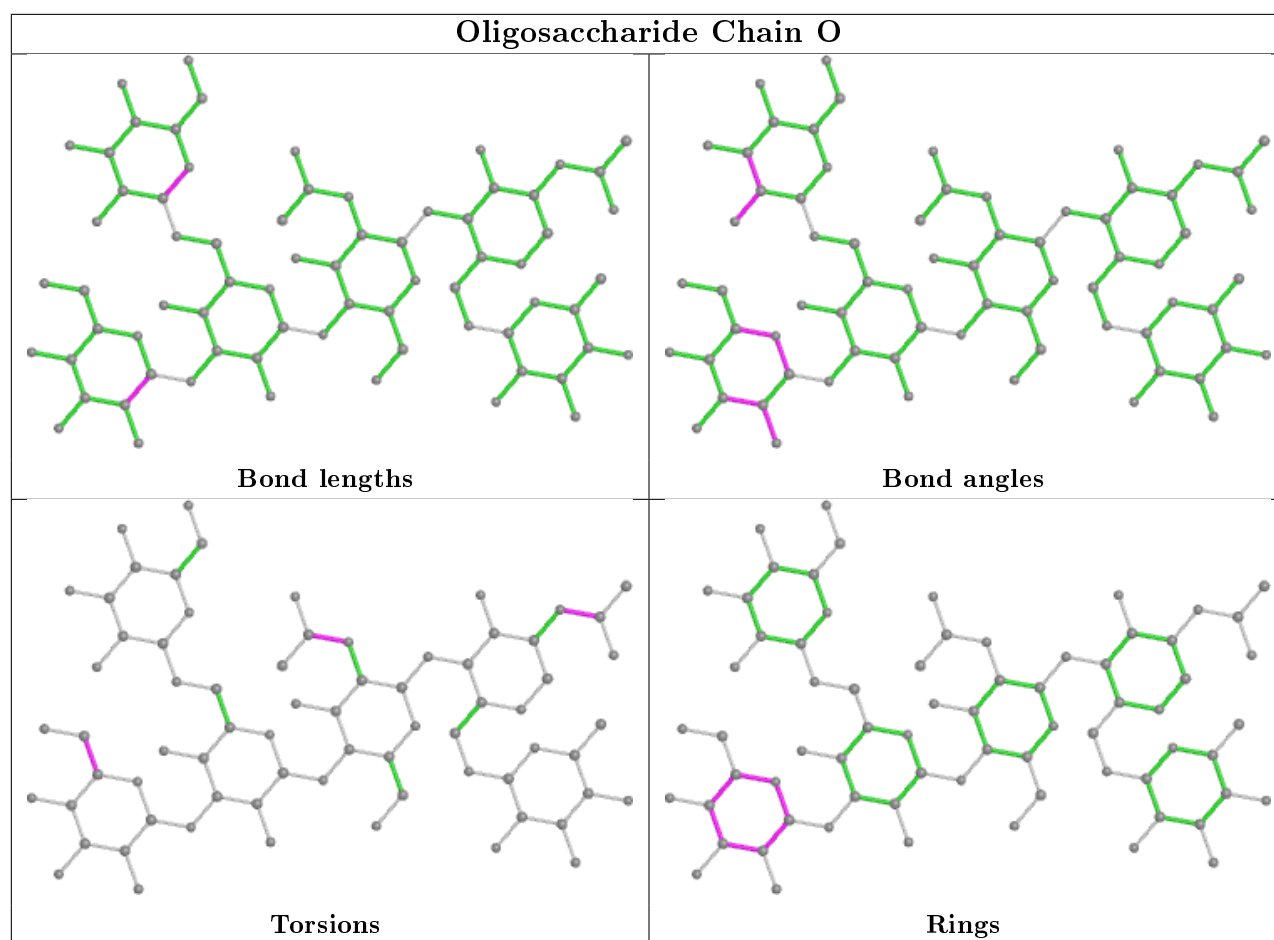 Oligosaccharide Chain O
Bond lengths
Bond angles
Torsions
Rings